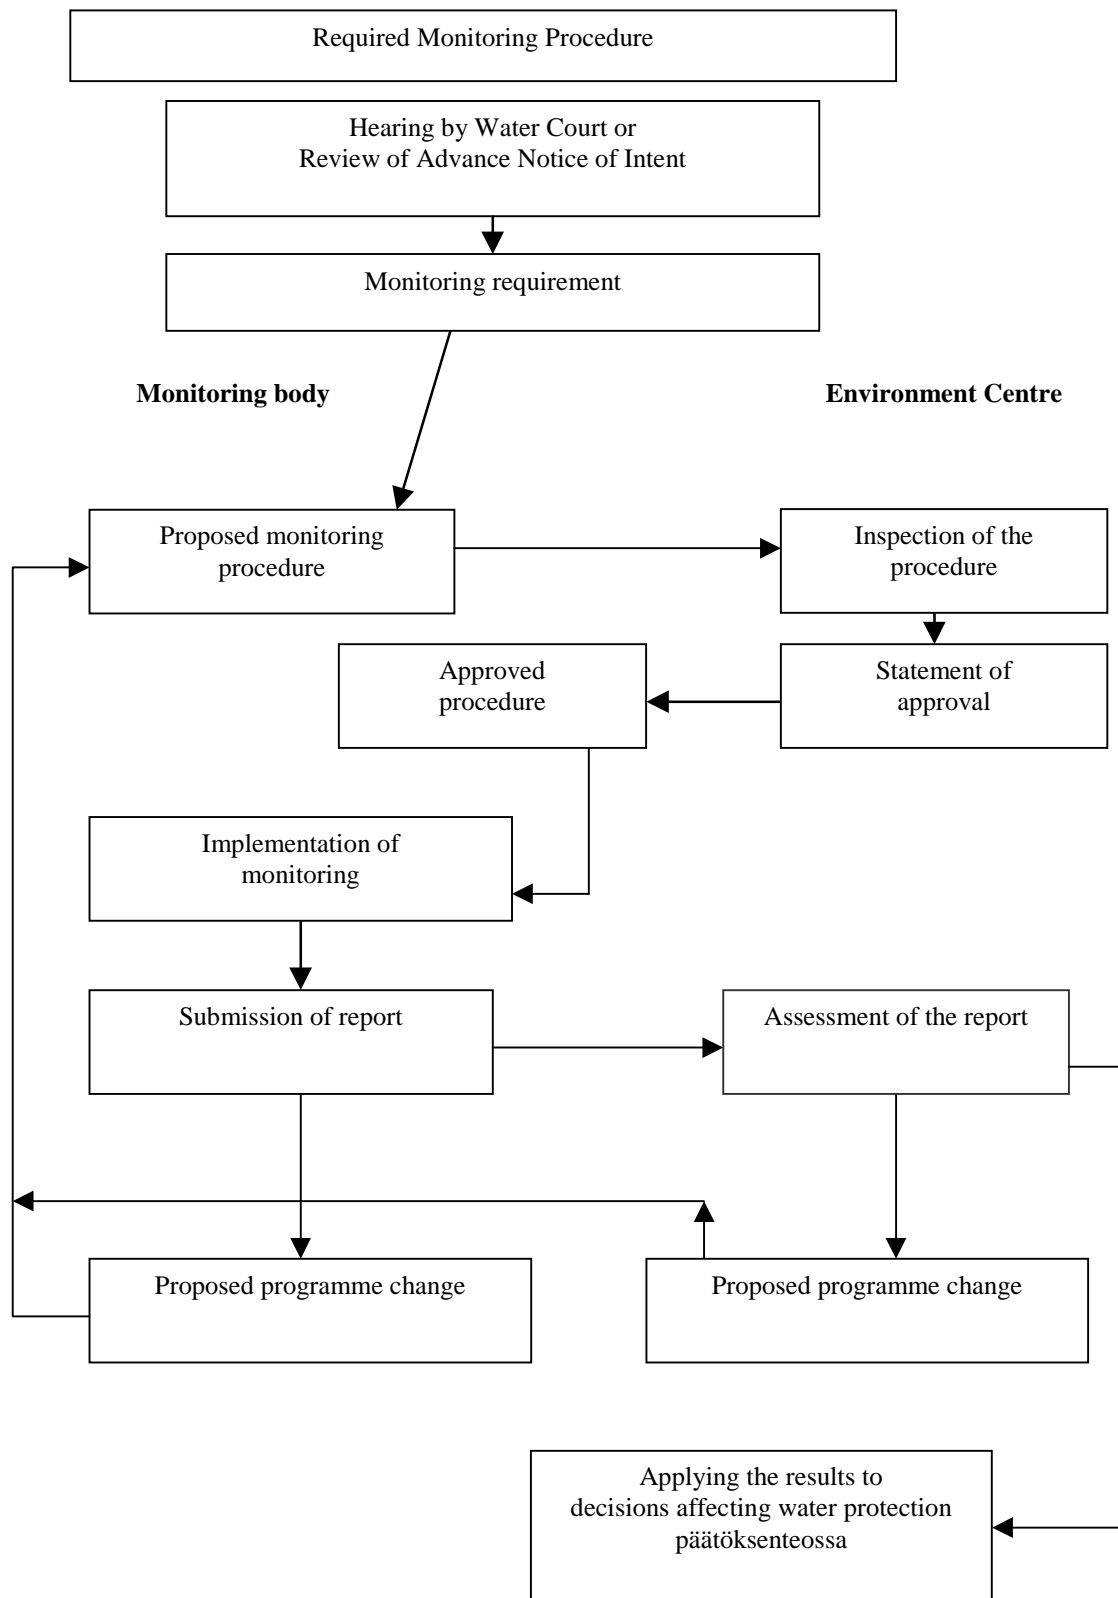 Required Monitoring Procedure
Hearing by Water Court or
Review of Advance Notice of Intent
Monitoring requirement
Monitoring body
Environment Centre
Proposed monitoring
procedure
Inspection of the
procedure
Approved
procedure
Statement of
approval
Implementation of
monitoring
Submission of report
Assessment of the report
Proposed programme change
Proposed programme change
Applying the results to
decisions affecting water protection
päätöksenteossa